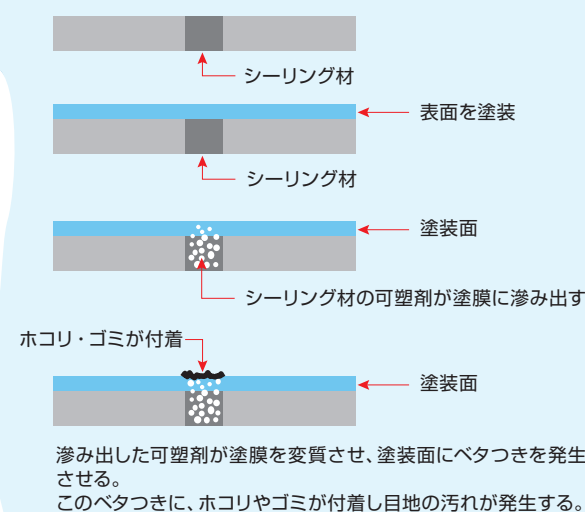 シーリング材
表面を塗装
シーリング材
塗装面
シーリング材の可塑剤が塗膜に滲み出す
ホコリ・ゴミが付着
塗装面
滲み出した可塑剤が塗膜を変質させ、塗装面にベタつきを発生
させる。
このベタつきに、ホコリやゴミが付着し目地の汚れが発生する。